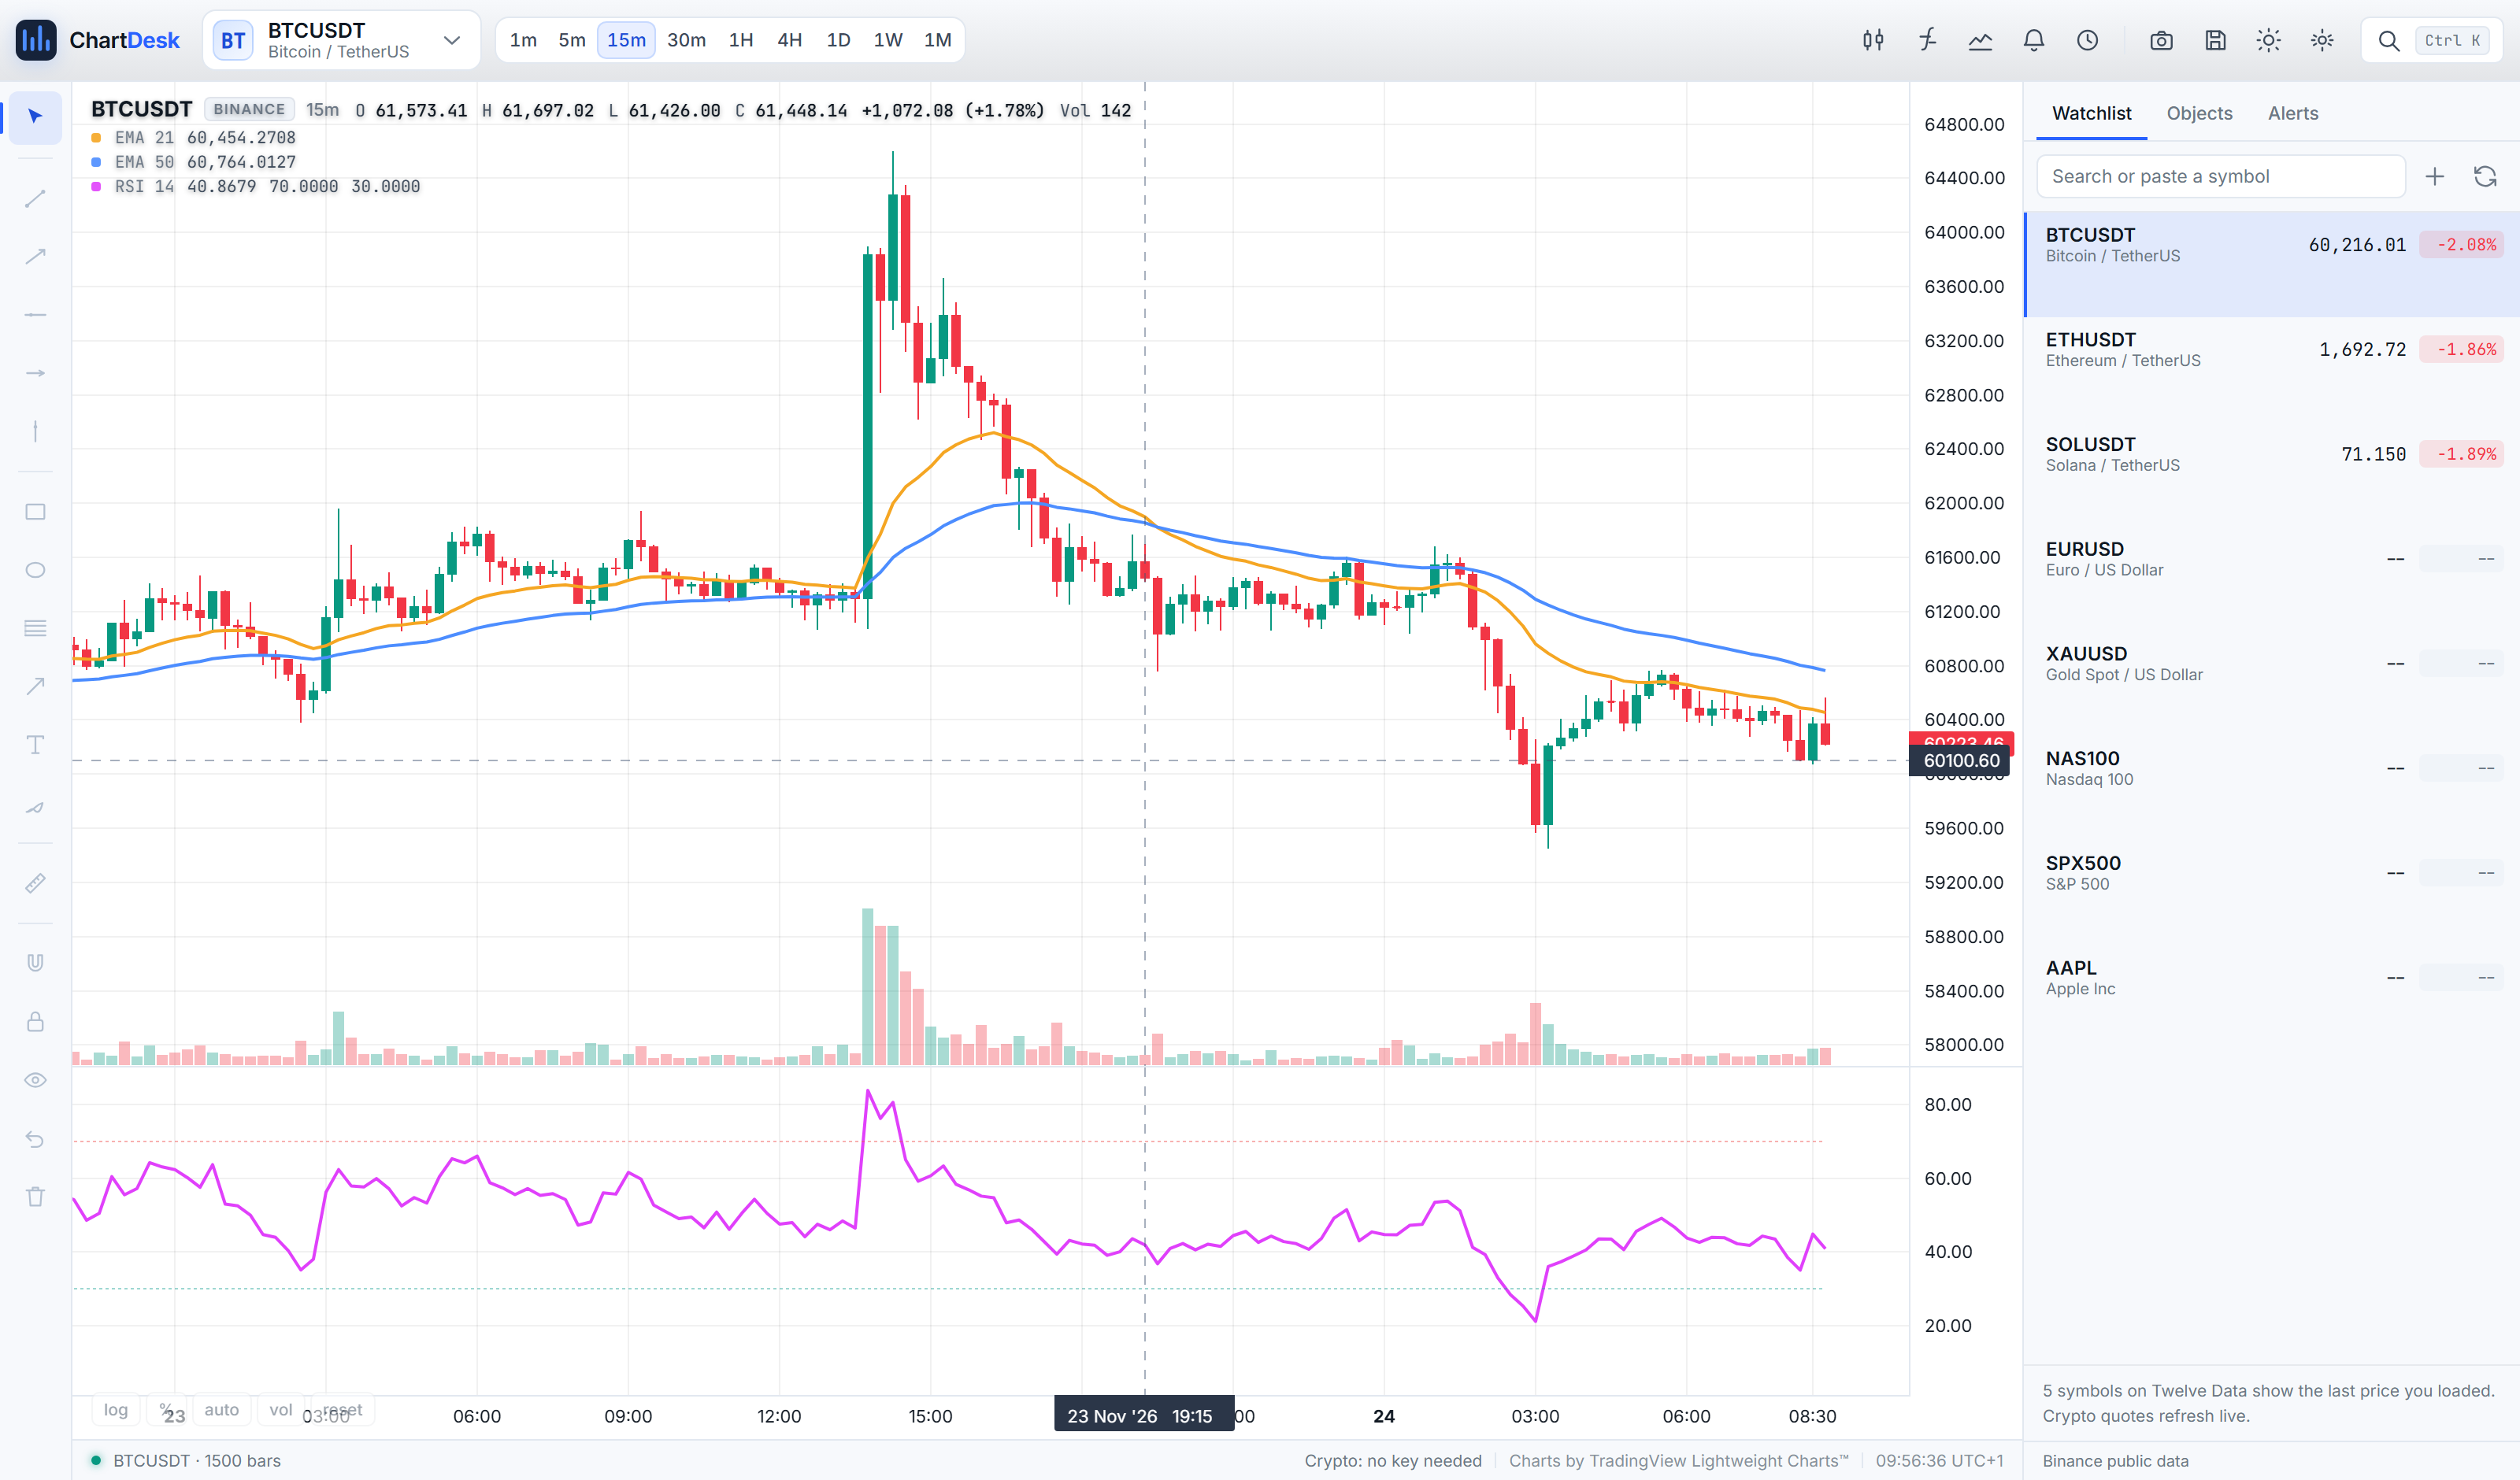 ChartDesk
BT
BTCUSDT
Bitcoin / TetherUS
1m 5m 15m 30m 1H 4H 1D 1W 1M
Ctrl K
BTCUSDT BINANCE 15m O 61,573.41 H 61,697.02 L 61,426.00 C 61,448.14 +1,072.08 (+1.78%) Vol 142
EMA 21 60,454.2708
EMA 50 60,764.0127
RSI 14 40.8679 70.0000 30.0000
64800.00
64400.00
64000.00
63600.00
63200.00
62800.00
62400.00
62000.00
61600.00
61200.00
60800.00
60400.00
60223.46
60100.60
60000.00
59600.00
59200.00
58800.00
58400.00
58000.00
80.00
60.00
40.00
20.00
log % auto vol reset
23 03:00 06:00 09:00 12:00 15:00 23 Nov '26 19:15 :00 24 03:00 06:00 08:30
BTCUSDT · 1500 bars
Crypto: no key needed
Charts by TradingView Lightweight Charts™
09:56:36 UTC+1
Watchlist Objects Alerts
Search or paste a symbol
BTCUSDT 60,216.01 -2.08%
Bitcoin / TetherUS
ETHUSDT 1,692.72 -1.86%
Ethereum / TetherUS
SOLUSDT 71.150 -1.89%
Solana / TetherUS
EURUSD -- --
Euro / US Dollar
XAUUSD -- --
Gold Spot / US Dollar
NAS100 -- --
Nasdaq 100
SPX500 -- --
S&P 500
AAPL -- --
Apple Inc
5 symbols on Twelve Data show the last price you loaded.
Crypto quotes refresh live.
Binance public data